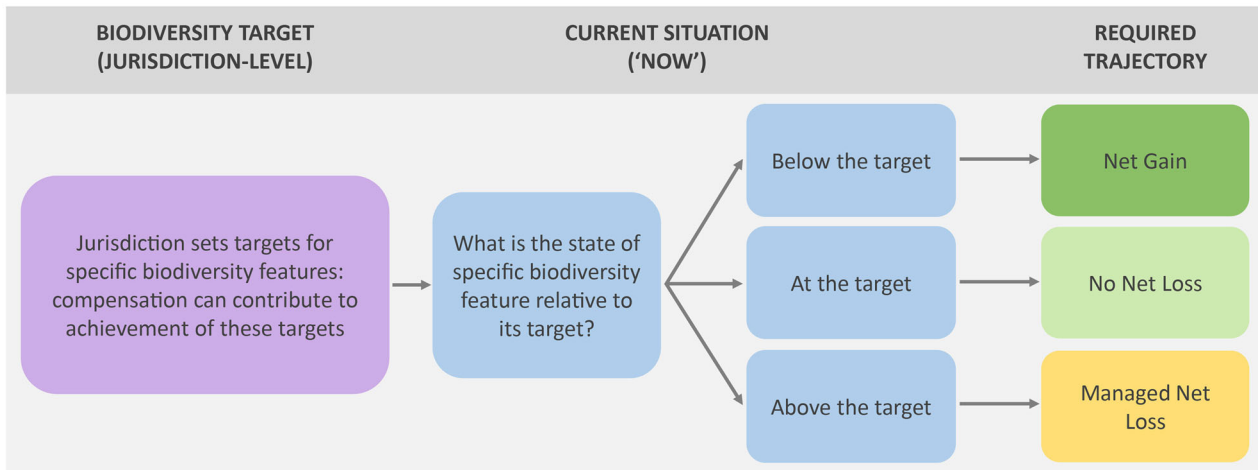 BIODIVERSITY TARGET
(JURISDICTION-LEVEL)
CURRENT SITUATION
(‘NOW’)
REQUIRED
TRAJECTORY
Jurisdiction sets targets for
specific biodiversity features:
compensation can contribute to
achievement of these targets
What is the state of
specific biodiversity
feature relative to
its target?
Below the target
Net Gain
At the target
No Net Loss
Above the target
Managed Net
Loss